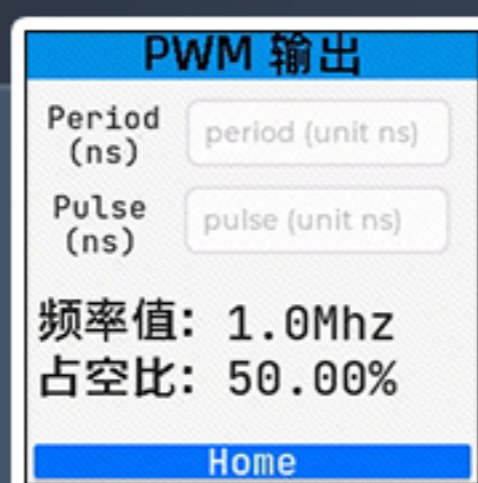 PWM 输出
Period
(ns)
period (unit ns)
Pulse
(ns)
pulse (unit ns)
频率值: 1.0Mhz
占空比: 50.00%
Home